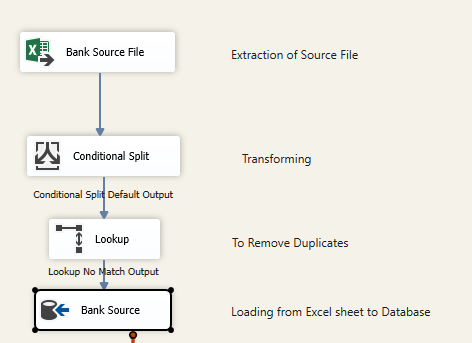 Bank Source File
Extraction of Source File
Conditional Split
Transforming
Conditional Split Default Output
Lookup
To Remove Duplicates
Lookup No Match Output
Bank Source
Loading from Excel sheet to Database